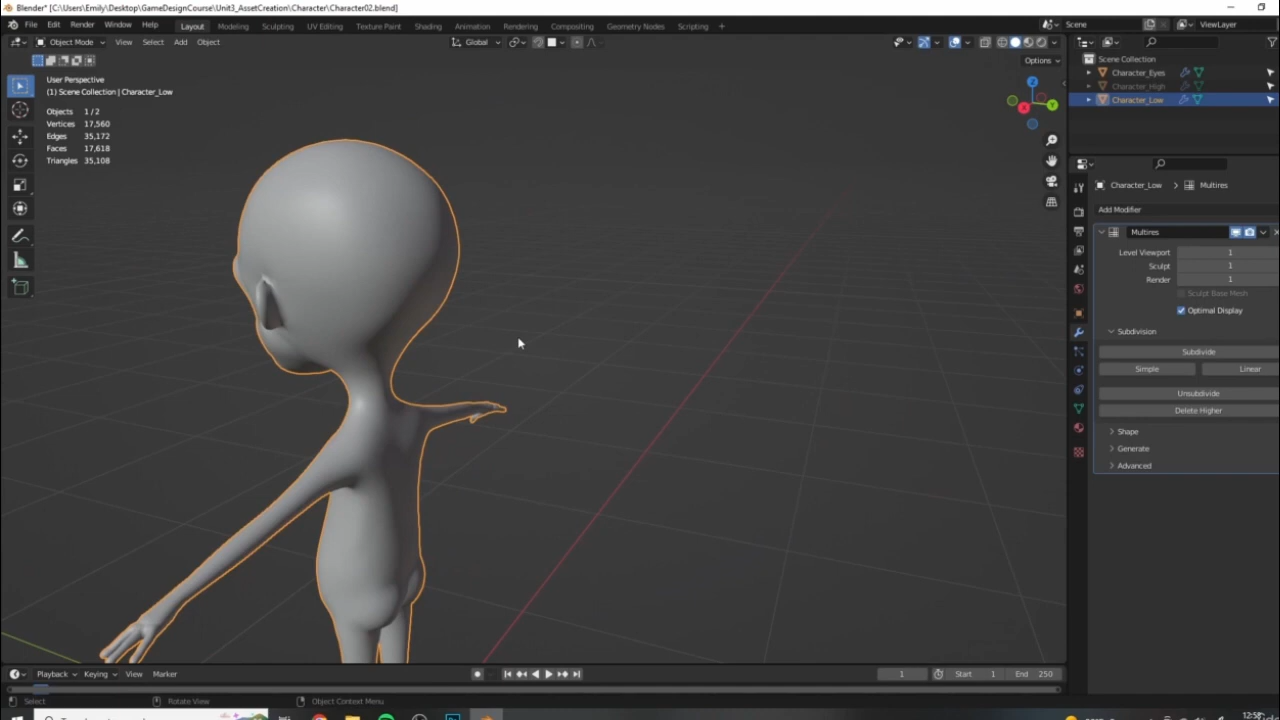 Blender* [C:\Users\Emily\Desktop\GameDesignCourse\Unit3_AssetCreation\Character\Character02.blend]
File Edit Render Window Help Layout Modeling Sculpting UV Editing Texture Paint Shading Animation Rendering Compositing Geometry Nodes Scripting + Scene ViewLayer
Object Mode View Select Add Object Global
Options
User Perspective
(1) Scene Collection | Character_Low
Objects 1 / 2
Vertices 17,560
Edges 35,172
Faces 17,618
Triangles 35,108
Z
Y
X
Scene Collection
Character_Eyes
Character_High
Character_Low
Character_Low > Multires
Add Modifier
Multires
Level Viewport 1
Sculpt 1
Render 1
Sculpt Base Mesh
Optimal Display
Subdivision
Subdivide
Simple Linear
Unsubdivide
Delete Higher
Shape
Generate
Advanced
Playback Keying View Marker 1 Start 1 End 250
Select Rotate View Object Context Menu